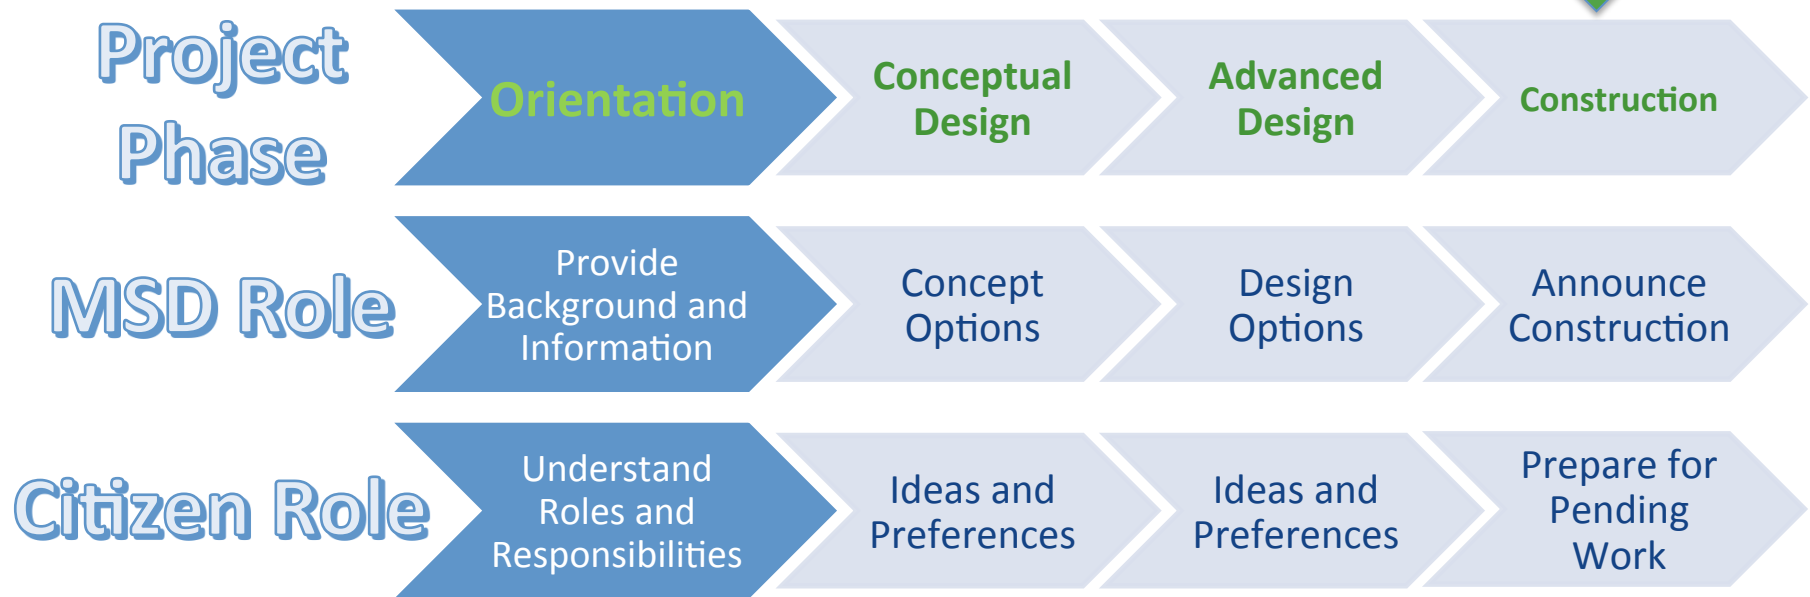 Project
Phase
Orientation
Conceptual
Design
Advanced
Design
Construction
MSD Role
Provide
Background and
Information
Concept
Options
Design
Options
Announce
Construction
Citizen Role
Understand
Roles and
Responsibilities
Ideas and
Preferences
Ideas and
Preferences
Prepare for
Pending
Work